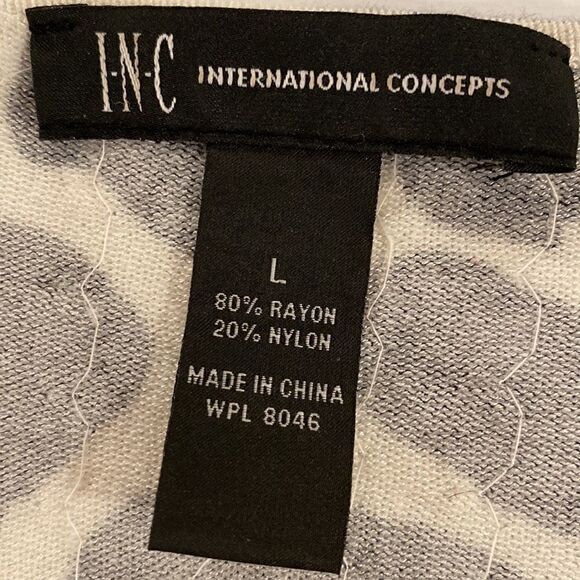 I·N·C INTERNATIONAL CONCEPTS
L
80% RAYON
20% NYLON
MADE IN CHINA
WPL 8046